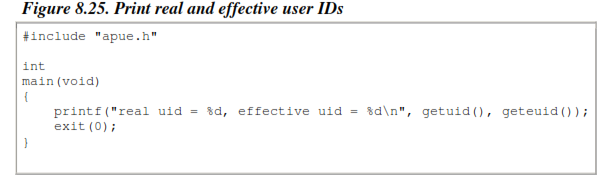 Figure 8.25. Print real and effective user IDs
#include "apue.h"
int
main(void)
{
    printf("real uid = %d, effective uid = %d\n", getuid(), geteuid());
    exit(0);
}